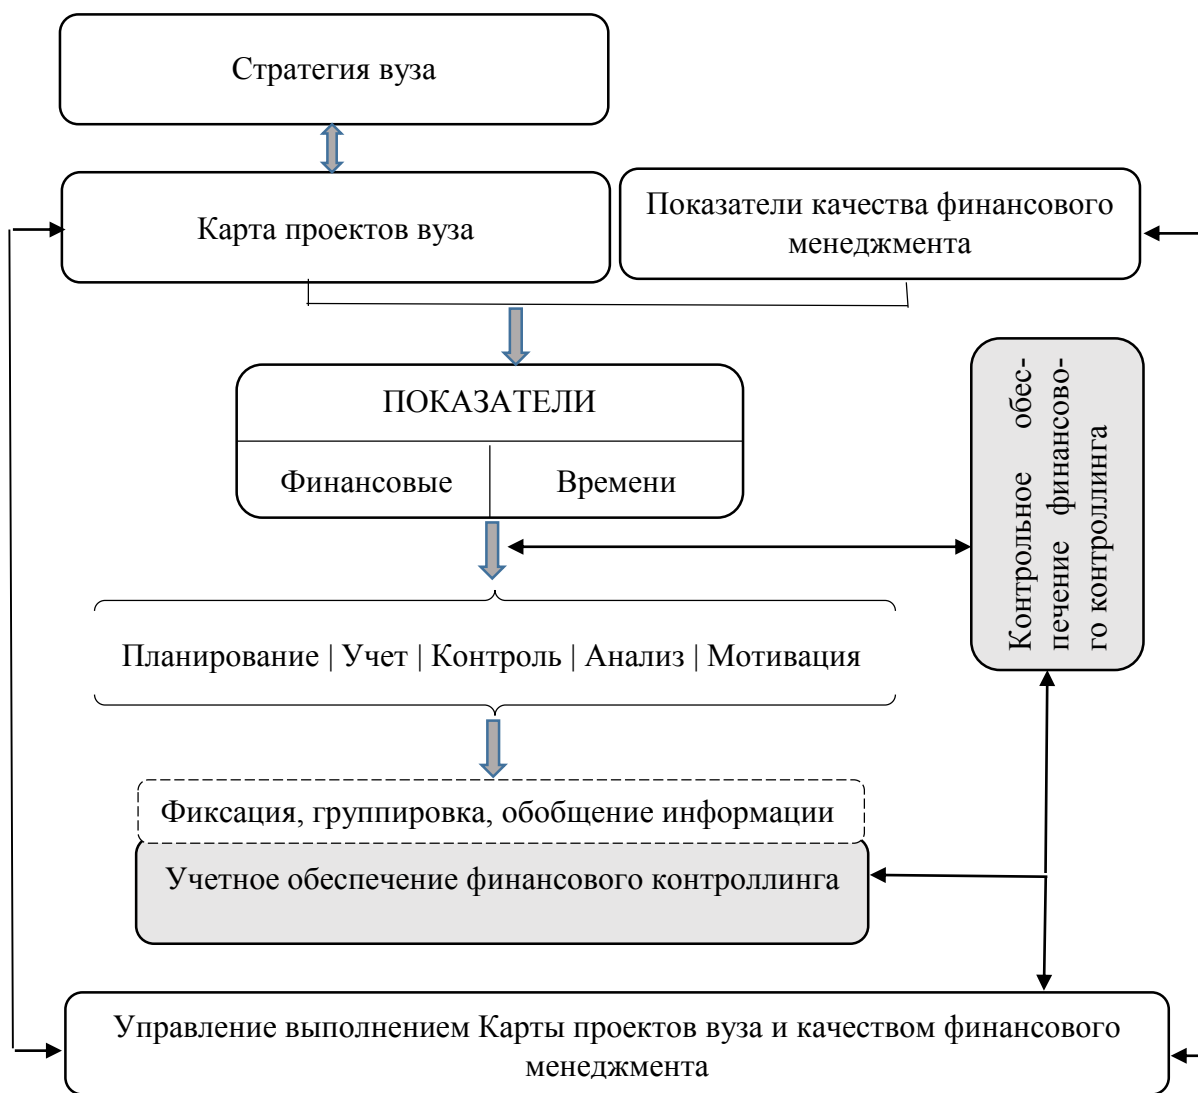 Стратегия вуза
Карта проектов вуза
Показатели качества финансового
менеджмента
ПОКАЗАТЕЛИ
Финансовые
Времени
Контрольное обес-
печение финансово-
го контроллинга
Планирование | Учет | Контроль | Анализ | Мотивация
Фиксация, группировка, обобщение информации
Учетное обеспечение финансового контроллинга
Управление выполнением Карты проектов вуза и качеством финансового
менеджмента